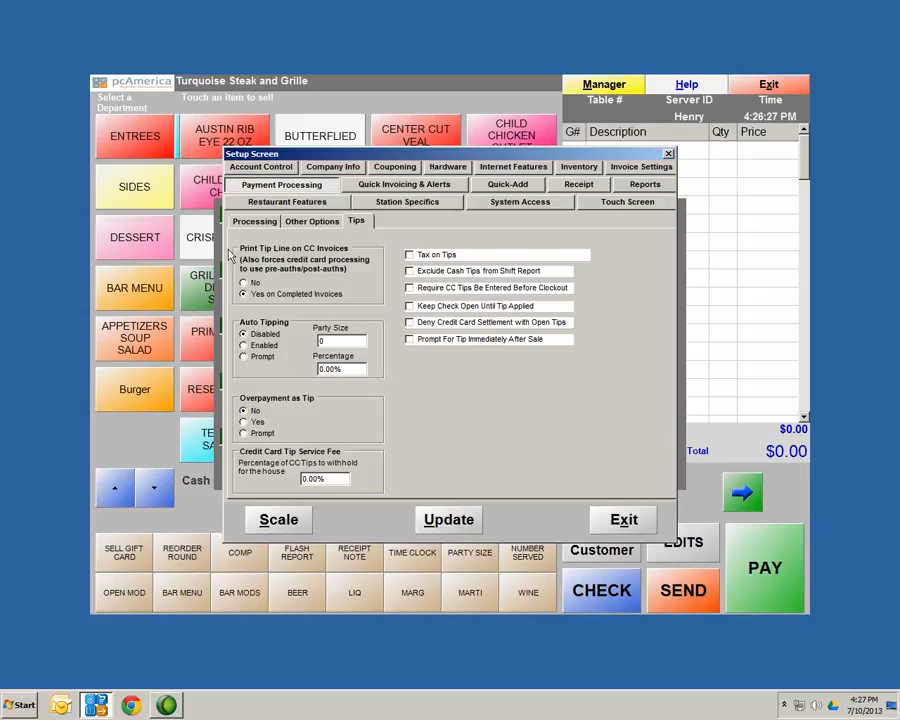 pcAmerica
Turquoise Steak and Grille
Manager
Help
Exit
Select a
Department
Touch an item to sell
Table #
Server ID
Time
Henry
4:26:27 PM
ENTREES
AUSTIN RIB
EYE 22 OZ
BUTTERFLIED
CENTER CUT
VEAL
CHILD
CHICKEN
G#
Description
Qty
Price
Setup Screen
Account Control
Company Info
Couponing
Hardware
Internet Features
Inventory
Invoice Settings
Payment Processing
Quick Invoicing & Alerts
Quick-Add
Receipt
Reports
Restaurant Features
Station Specifics
System Access
Touch Screen
Processing
Other Options
Tips
Print Tip Line on CC Invoices
(Also forces credit card processing
to use pre-auths/post-auths)
No
Yes on Completed Invoices
Auto Tipping
Disabled
Enabled
Prompt
Party Size
0
Percentage
0.00%
Overpayment as Tip
No
Yes
Prompt
Credit Card Tip Service Fee
Percentage of CC Tips to withhold
for the house
0.00%
Tax on Tips
Exclude Cash Tips from Shift Report
Require CC Tips Be Entered Before Clockout
Keep Check Open Until Tip Applied
Deny Credit Card Settlement with Open Tips
Prompt For Tip Immediately After Sale
Scale
Update
Exit
SIDES
DESSERT
BAR MENU
APPETIZERS
SOUP
SALAD
Burger
CHIL
CRISP
GRIL
PRIM
RESE
TE
SA
Cash
$0.00
Total
$0.00
SELL GIFT
CARD
REORDER
ROUND
COMP
FLASH
REPORT
RECEIPT
NOTE
TIME CLOCK
PARTY SIZE
NUMBER
SERVED
Customer
EDITS
OPEN MOD
BAR MENU
BAR MODS
BEER
LIQ
MARG
MARTI
WINE
CHECK
SEND
PAY
Start
4:27 PM
7/10/2013